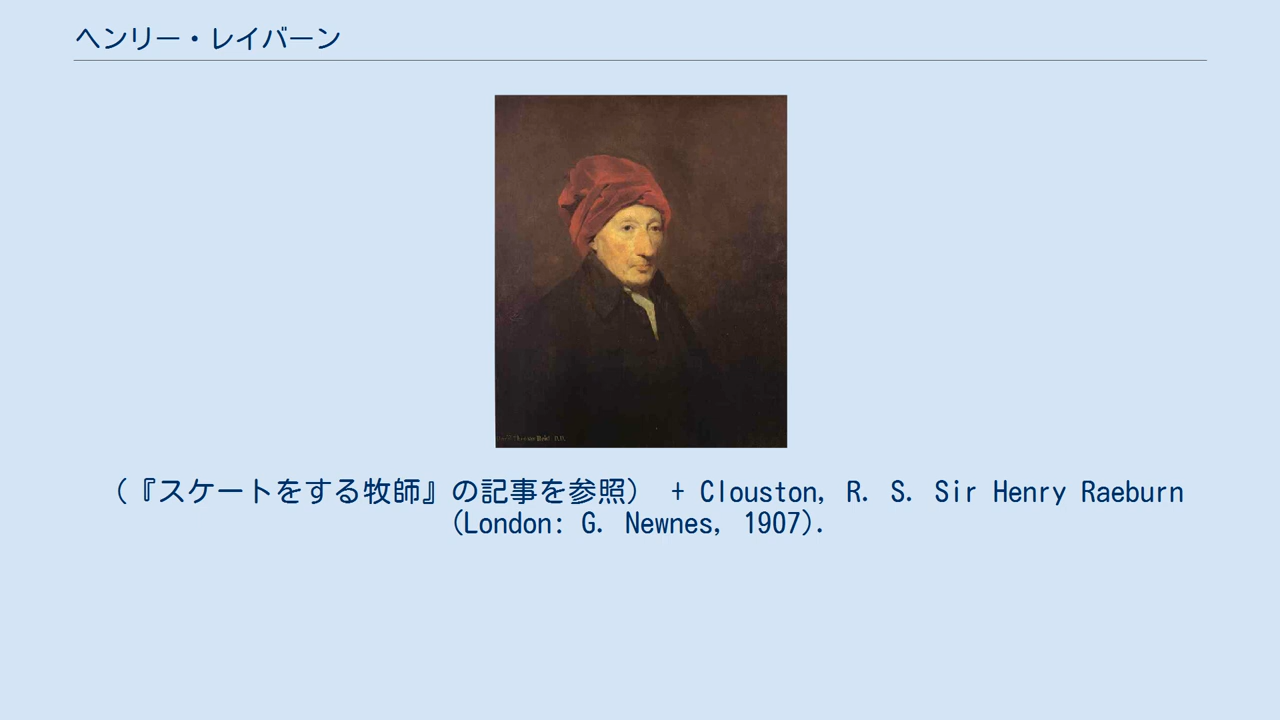 ヘンリー・レイバーン
（『スケートをする牧師』の記事を参照） + Clouston, R. S. Sir Henry Raeburn
(London: G. Newnes, 1907).